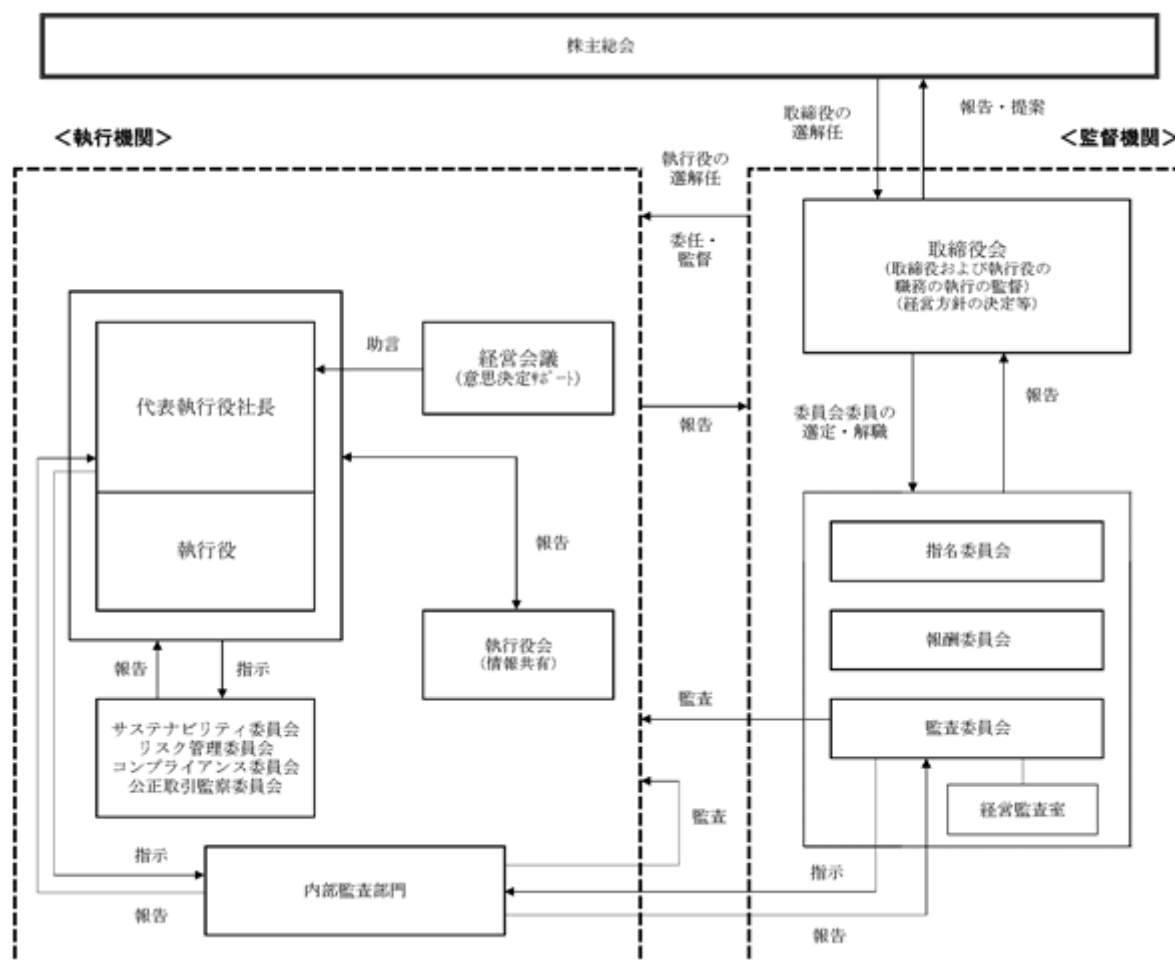 株主総会
取締役の
選解任
報告・提案
＜執行機関＞
＜監督機関＞
執行役の
選解任
委任・
監督
取締役会
(取締役および執行役の
職務の執行の監督)
(経営方針の決定等)
代表執行役社長
助言
経営会議
(意思決定ｻﾎﾟｰﾄ)
報告
委員会委員の
選定・解職
報告
執行役
報告
指名委員会
執行役会
(情報共有)
報酬委員会
報告
指示
監査
監査委員会
サステナビリティ委員会
リスク管理委員会
コンプライアンス委員会
公正取引監察委員会
経営監査室
監査
指示
内部監査部門
指示
報告
報告